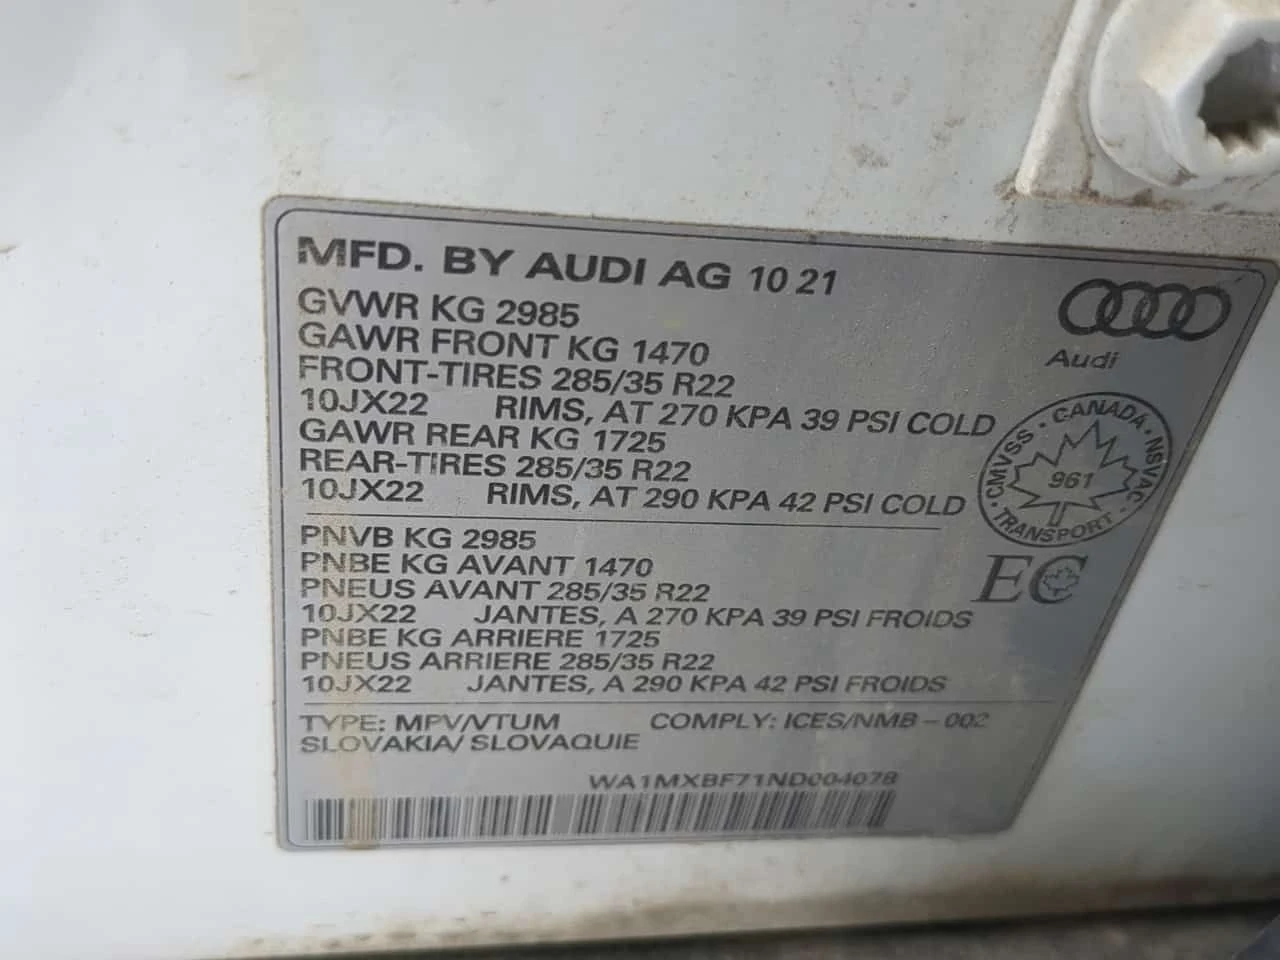 MFD. BY AUDI AG 10 21
GVWR KG 2985
GAWR FRONT KG 1470
FRONT-TIRES 285/35 R22
10JX22 RIMS, AT 270 KPA 39 PSI COLD
GAWR REAR KG 1725
REAR-TIRES 285/35 R22
10JX22 RIMS, AT 290 KPA 42 PSI COLD
PNVB KG 2985
PNBE KG AVANT 1470
PNEUS AVANT 285/35 R22
10JX22 JANTES, A 270 KPA 39 PSI FROIDS
PNBE KG ARRIERE 1725
PNEUS ARRIERE 285/35 R22
10JX22 JANTES, A 290 KPA 42 PSI FROIDS
TYPE: MPV/VTUM COMPLY: ICES/NMB - 002
SLOVAKIA/ SLOVAQUIE
WA1MXBF71ND004078
Audi
CANADA · NSVAC · TRANSPORT · CMVSS ·
961
EC